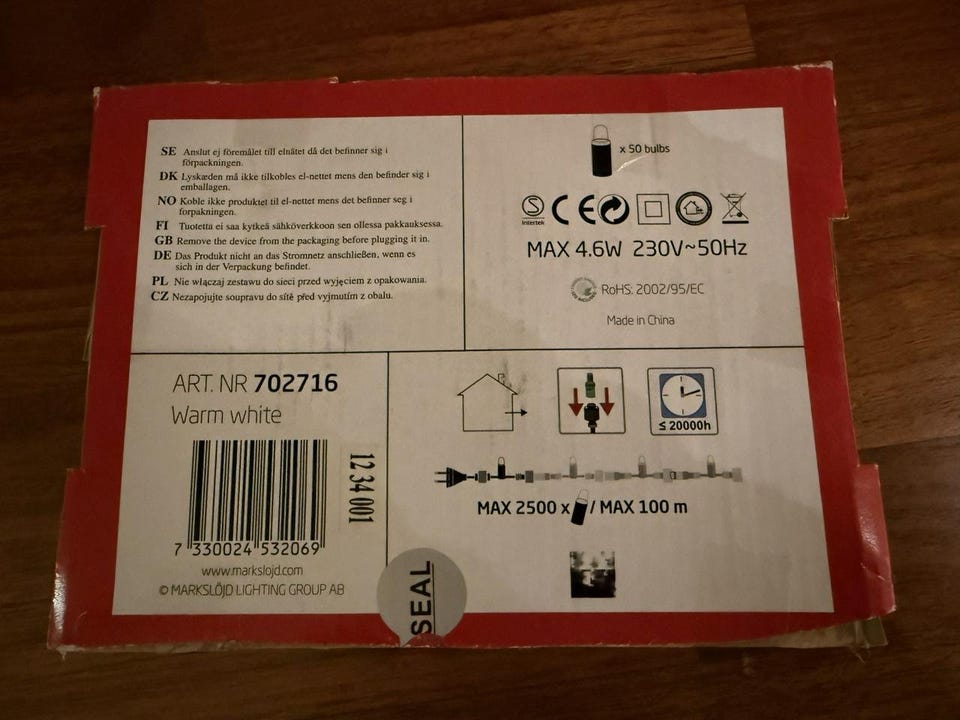 SE Anslut ej föremålet till elnätet då det befinner sig i
förpackningen.
DK Lyskæden må ikke tilkobles el-nettet mens den befinder sig i
emballagen.
NO Koble ikke produktet til el-nettet mens det befinner seg i
forpakningen.
FI Tuotetta ei saa kytkeä sähköverkkoon sen ollessa pakkauksessa.
GB Remove the device from the packaging before plugging it in.
DE Das Produkt nicht an das Stromnetz anschließen, wenn es
sich in der Verpackung befindet.
PL Nie włączaj zestawu do sieci przed wyjęciem z opakowania.
CZ Nezapojujte soupravu do sítě před vyjmutím z obalu.
x 50 bulbs
S
Intertek
CE
MAX 4.6W 230V~50Hz
RoHS: 2002/95/EC
Made in China
ART. NR 702716
Warm white
12 34 001
7 330024 532069
www.markslojd.com
© MARKSLÖJD LIGHTING GROUP AB
SEAL
≤ 20000h
MAX 2500 x / MAX 100 m